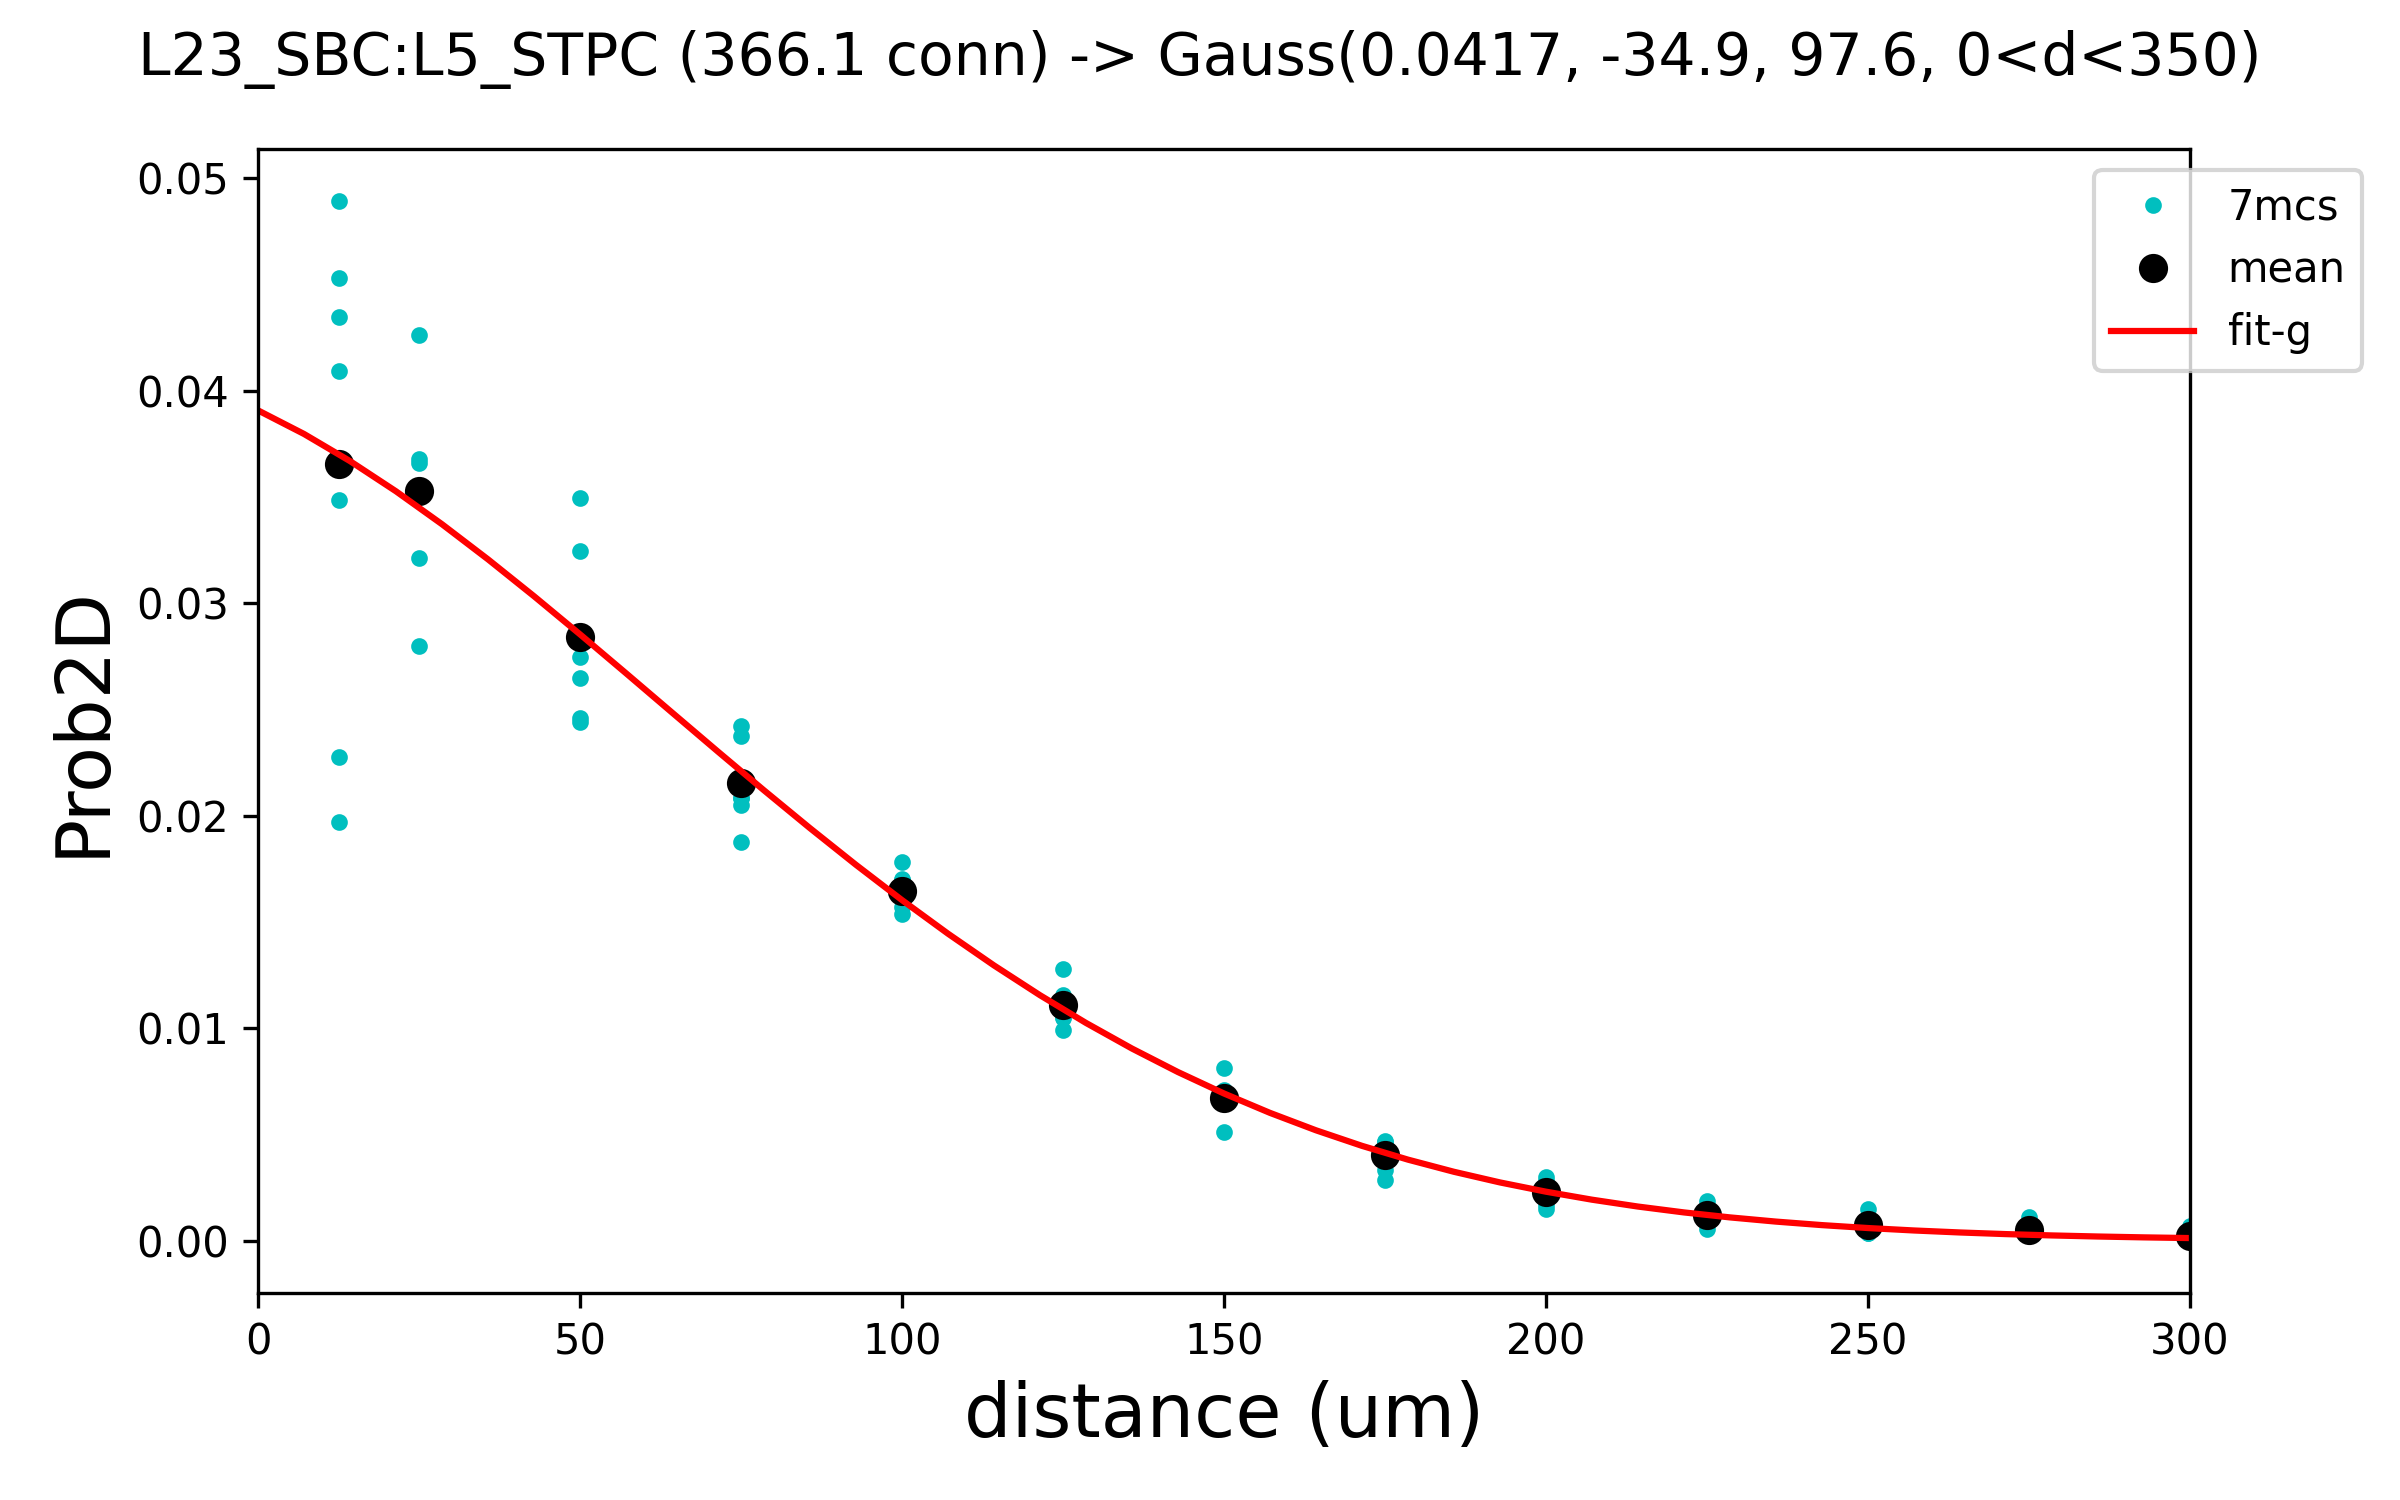 L23_SBC:L5_STPC (366.1 conn) -> Gauss(0.0417, -34.9, 97.6, 0<d<350)
0.05
0.04
0.03
0.02
0.01
0.00
Prob2D
0 50 100 150 200 250 300
distance (um)
7mcs
mean
fit-g